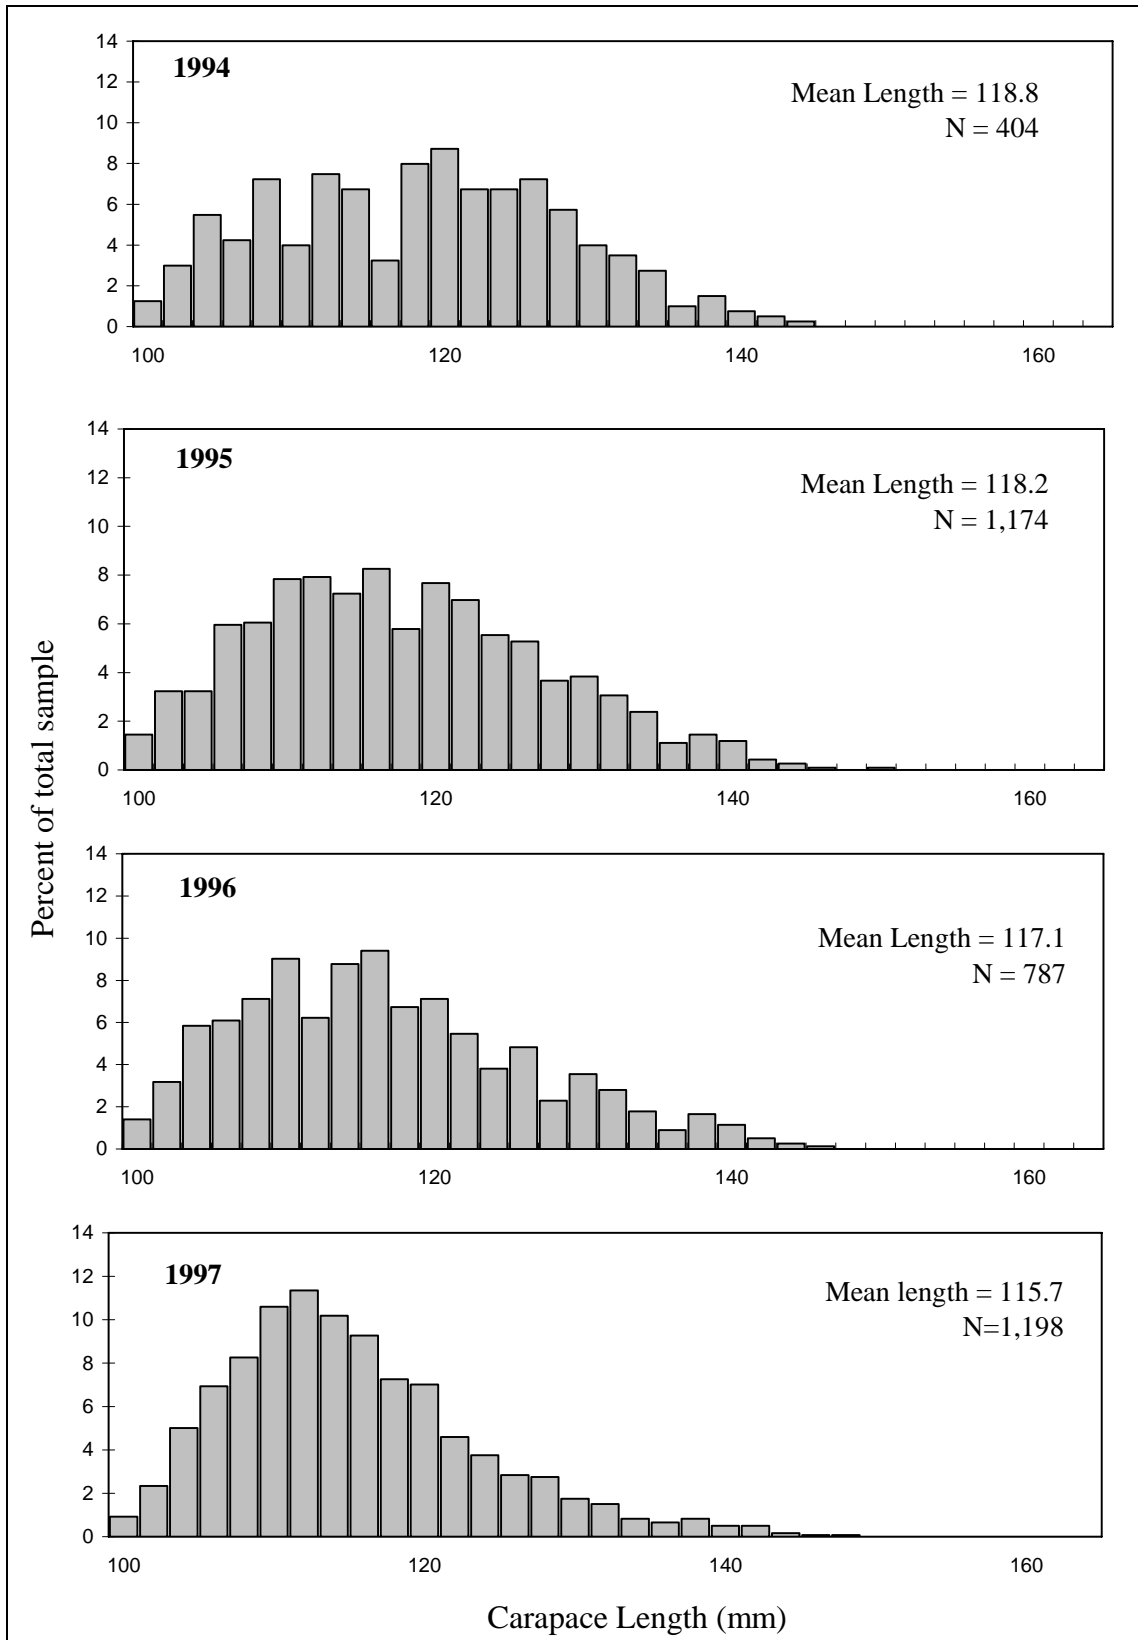 14
12
10
8
6
4
2
0
1994
Mean Length = 118.8
N = 404
100 120 140 160
14
12
10
8
6
4
2
0
1995
Mean Length = 118.2
N = 1,174
100 120 140 160
Percent of total sample
14
12
10
8
6
4
2
0
1996
Mean Length = 117.1
N = 787
100 120 140 160
14
12
10
8
6
4
2
0
1997
Mean length = 115.7
N=1,198
100 120 140 160
Carapace Length (mm)